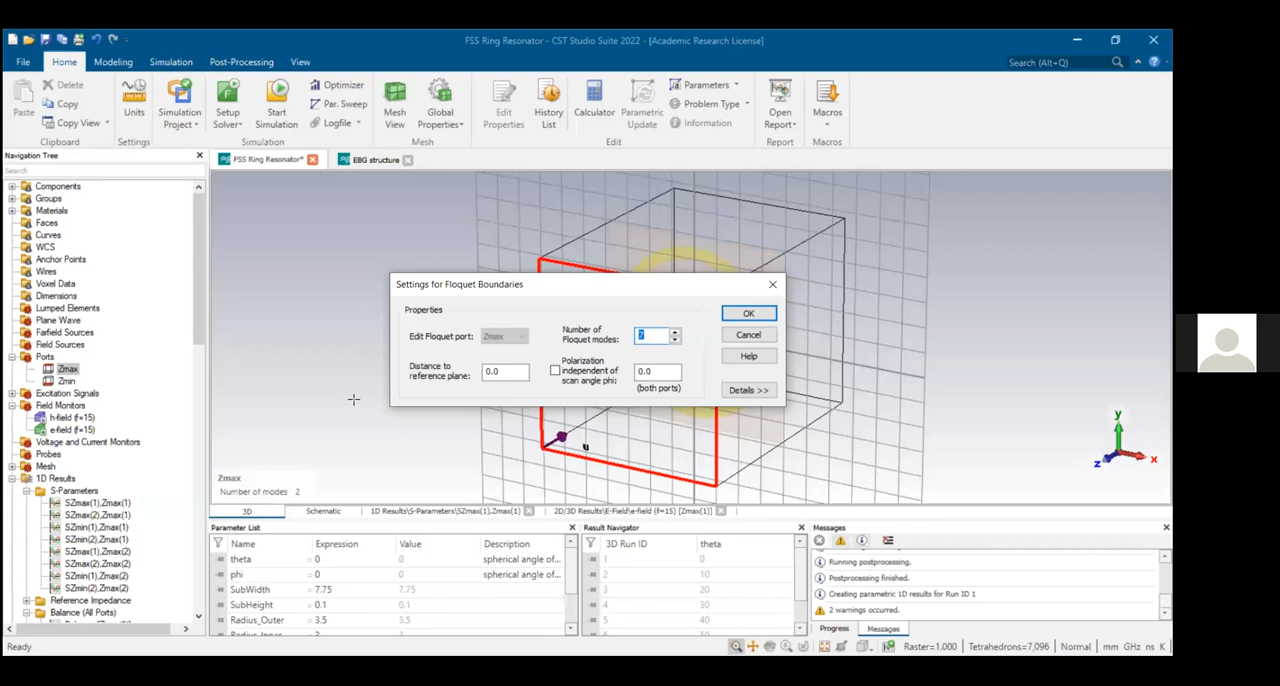 FSS Ring Resonator - CST Studio Suite 2022 - [Academic Research License]
File Home Modeling Simulation Post-Processing View Search (Alt+Q)
Paste Delete Copy Copy View
Units Simulation Project Setup Solver Start Simulation Optimizer Par. Sweep Logfile
Mesh View Global Properties Edit Properties History List Calculator Parametric Update Parameters Problem Type Information
Open Report Macros
Clipboard Settings Simulation Mesh Edit Report Macros
Navigation Tree
Search
FSS Ring Resonator* EBG structure
Components
Groups
Materials
Faces
Curves
WCS
Anchor Points
Wires
Voxel Data
Dimensions
Lumped Elements
Plane Wave
Farfield Sources
Field Sources
Ports
Zmax
Zmin
Excitation Signals
Field Monitors
h-field (f=15)
e-field (f=15)
Voltage and Current Monitors
Probes
Mesh
1D Results
S-Parameters
SZmax(1),Zmax(1)
SZmax(2),Zmax(1)
SZmin(1),Zmax(1)
SZmin(2),Zmax(1)
SZmax(1),Zmax(2)
SZmax(2),Zmax(2)
SZmin(1),Zmax(2)
SZmin(2),Zmax(2)
Reference Impedance
Balance (All Ports)
Settings for Floquet Boundaries
Properties
Edit Floquet port: Zmax
Number of Floquet modes:
Distance to reference plane: 0.0
Polarization independent of scan angle phi: 0.0
(both ports)
OK
Cancel
Help
Details >>
u
y
z
x
Zmax
Number of modes 2
3D Schematic 1D Results\S-Parameters\SZmax(1),Zmax(1) 2D/3D Results\E-Field\e-field (f=15) [Zmax(1)]
Parameter List
Name Expression Value Description
theta = 0 0 spherical angle of...
phi = 0 0 spherical angle of...
SubWidth = 7.75 7.75
SubHeight = 0.1 0.1
Radius_Outer = 3.5 3.5
Result Navigator
3D Run ID theta
1 0
2 10
3 20
4 30
5 40
Messages
Running postprocessing.
Postprocessing finished.
Creating parametric 1D results for Run ID 1
2 warnings occurred.
Progress Messages
Ready
Raster=1.000 Tetrahedrons=7,096 Normal mm GHz ns K